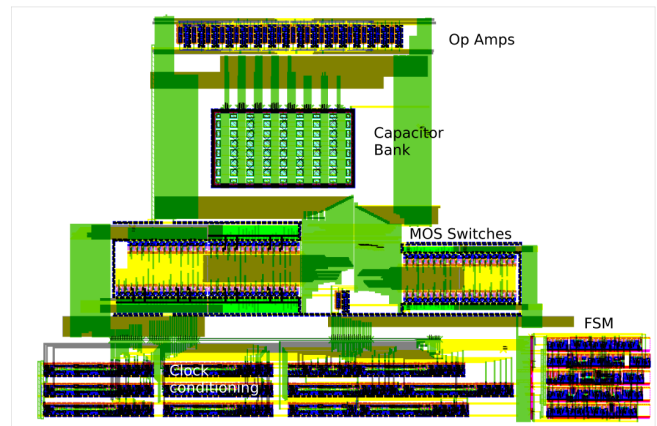 Op Amps
Capacitor
Bank
MOS Switches
FSM
Clock
conditioning